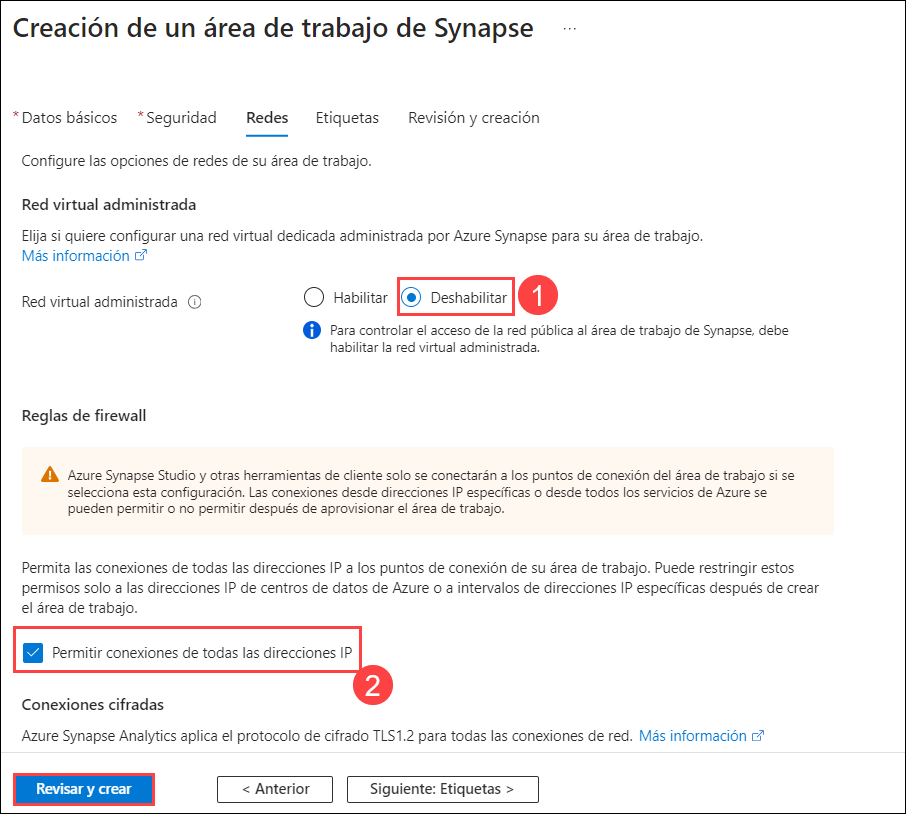 Creación de un área de trabajo de Synapse ...
* Datos básicos * Seguridad Redes Etiquetas Revisión y creación
Configure las opciones de redes de su área de trabajo.
Red virtual administrada
Elija si quiere configurar una red virtual dedicada administrada por Azure Synapse para su área de trabajo.
Más información
Red virtual administrada Habilitar Deshabilitar 1
Para controlar el acceso de la red pública al área de trabajo de Synapse, debe
habilitar la red virtual administrada.
Reglas de firewall
Azure Synapse Studio y otras herramientas de cliente solo se conectarán a los puntos de conexión del área de trabajo si se
selecciona esta configuración. Las conexiones desde direcciones IP específicas o desde todos los servicios de Azure se
pueden permitir o no permitir después de aprovisionar el área de trabajo.
Permita las conexiones de todas las direcciones IP a los puntos de conexión de su área de trabajo. Puede restringir estos
permisos solo a las direcciones IP de centros de datos de Azure o a intervalos de direcciones IP específicas después de crear
el área de trabajo.
Permitir conexiones de todas las direcciones IP
2
Conexiones cifradas
Azure Synapse Analytics aplica el protocolo de cifrado TLS1.2 para todas las conexiones de red. Más información
Revisar y crear < Anterior Siguiente: Etiquetas >